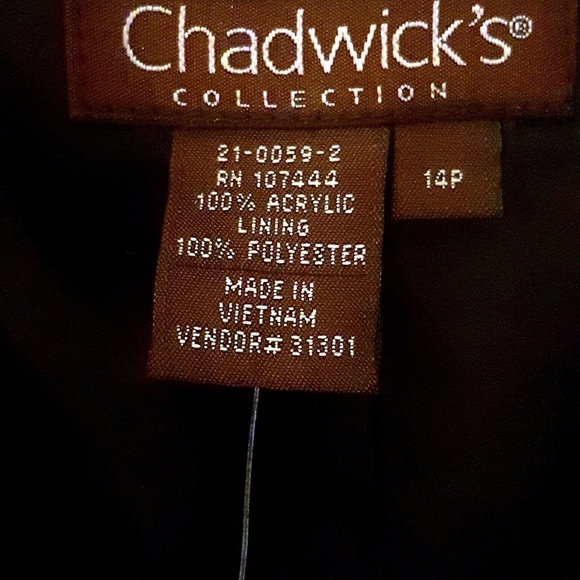 Chadwick's®
COLLECTION
21-0059-2
RN 107444
100% ACRYLIC
LINING
100% POLYESTER
MADE IN
VIETNAM
VENDOR# 31301
14P